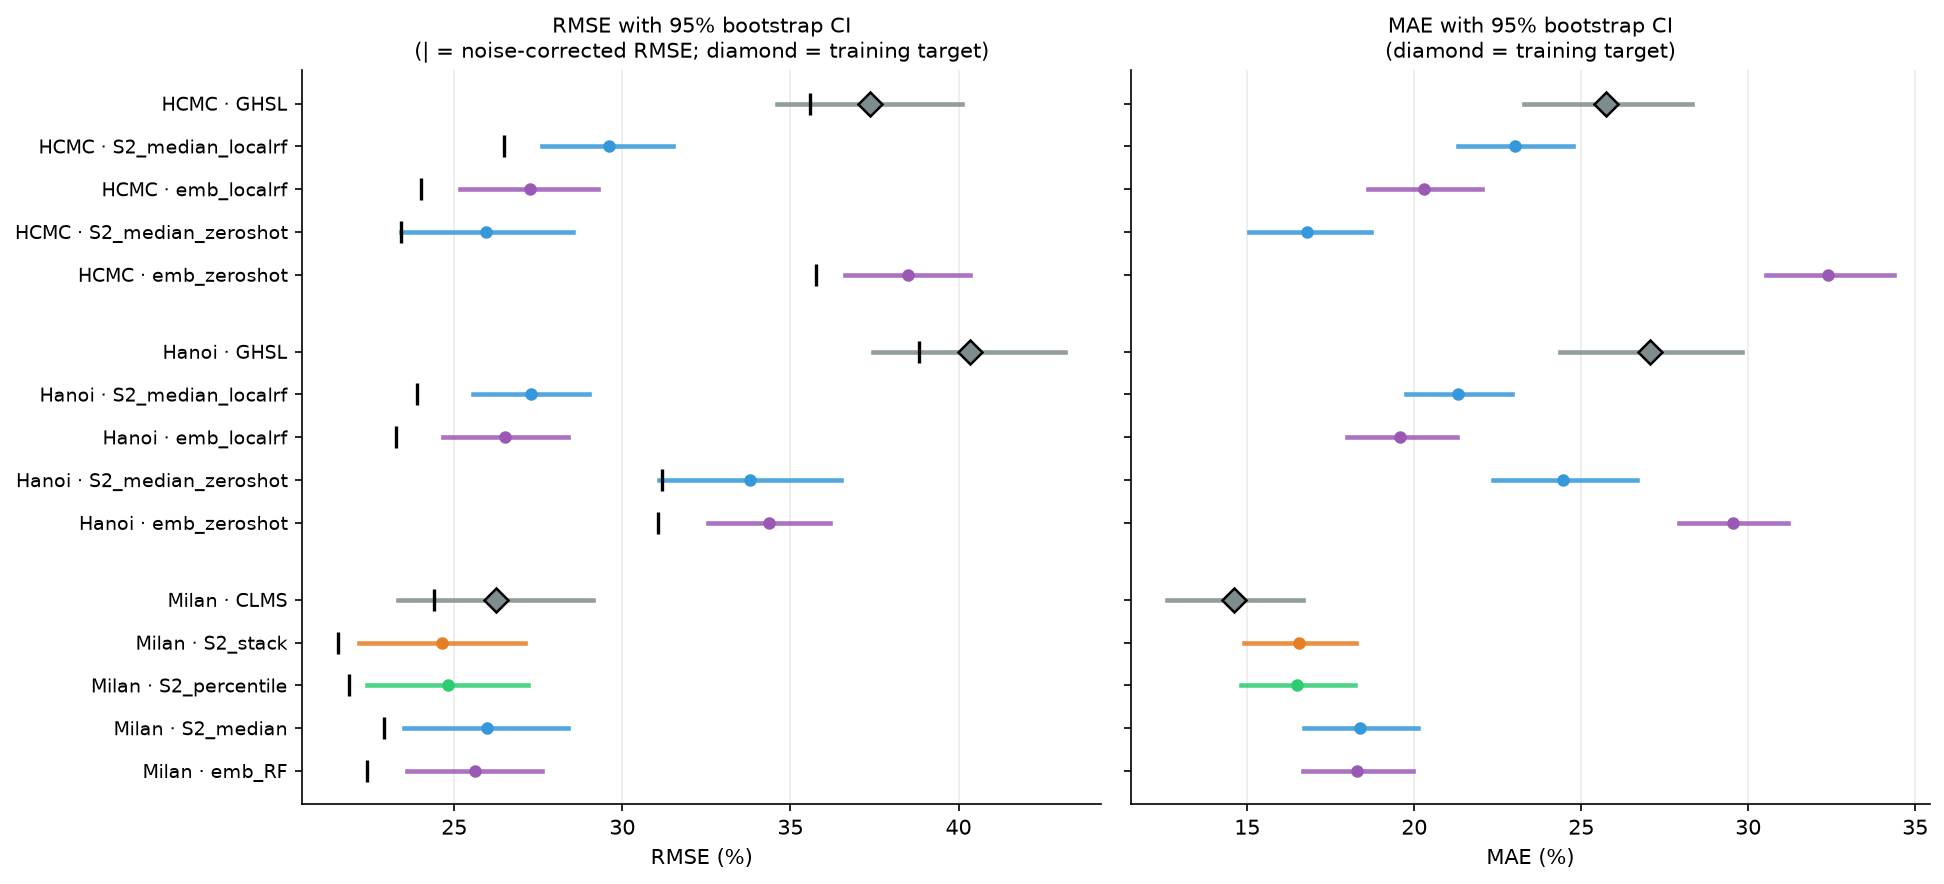 RMSE with 95% bootstrap CI
(| = noise-corrected RMSE; diamond = training target)
MAE with 95% bootstrap CI
(diamond = training target)
HCMC · GHSL
HCMC · S2_median_localrf
HCMC · emb_localrf
HCMC · S2_median_zeroshot
HCMC · emb_zeroshot
Hanoi · GHSL
Hanoi · S2_median_localrf
Hanoi · emb_localrf
Hanoi · S2_median_zeroshot
Hanoi · emb_zeroshot
Milan · CLMS
Milan · S2_stack
Milan · S2_percentile
Milan · S2_median
Milan · emb_RF
25 30 35 40
RMSE (%)
15 20 25 30 35
MAE (%)